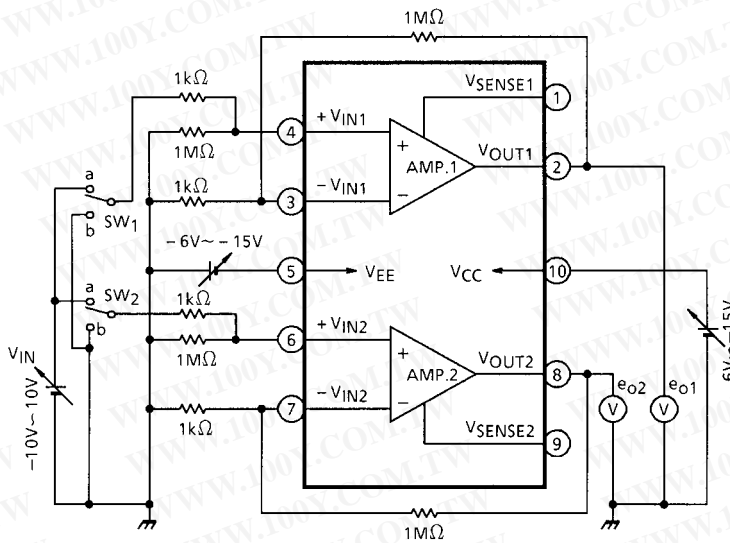 1MΩ
1kΩ
VSENSE1
1
4
+VIN1
1MΩ
AMP.1
VOUT1
2
a
1kΩ
3
−VIN1
b
SW1
−6V~−15V
5
VEE
VCC
10
a
SW2
1kΩ
b
6
+VIN2
1MΩ
AMP.2
VOUT2
8
VIN
−10V~10V
7
−VIN2
1kΩ
eo2
V
eo1
V
VSENSE2
9
1MΩ
WWW.100Y.COM.TW